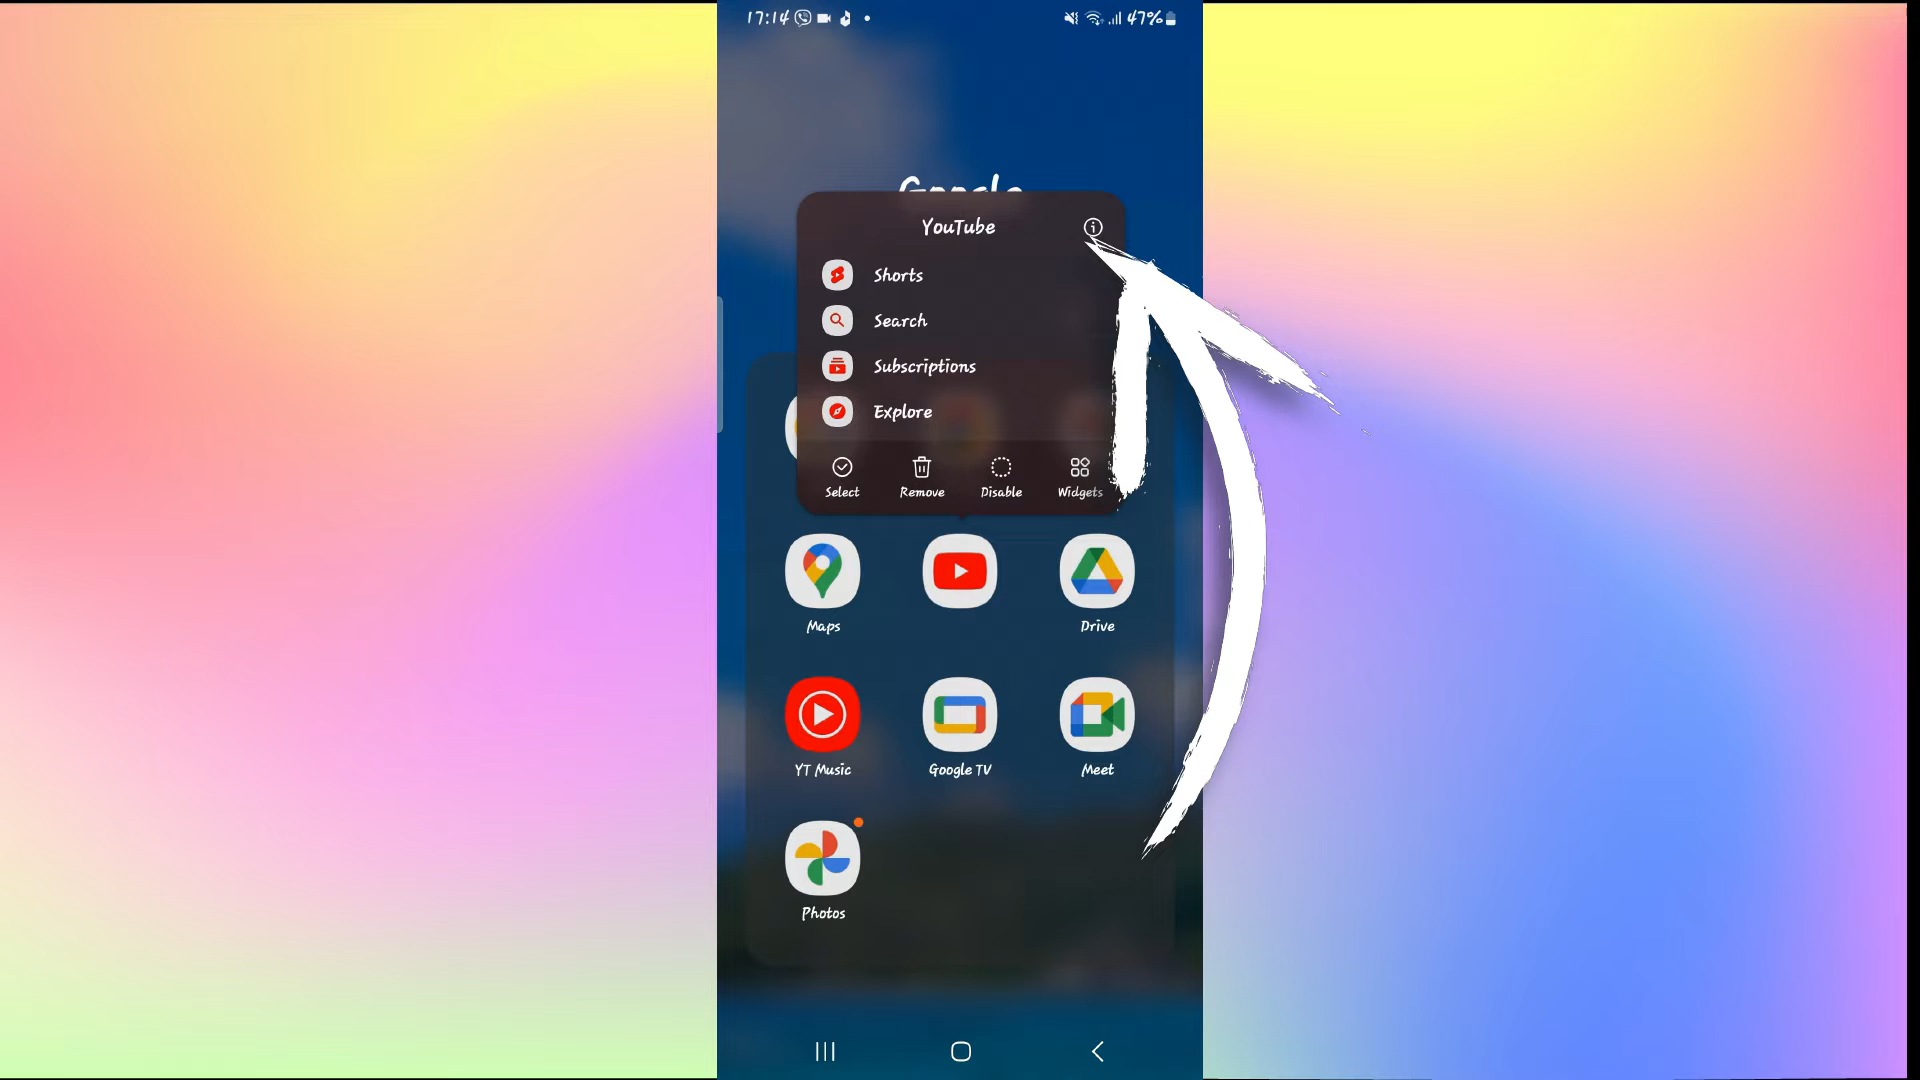 17:14 47%
Google
YouTube
Shorts
Search
Subscriptions
Explore
Select Remove Disable Widgets
Maps Drive
YT Music Google TV Meet
Photos